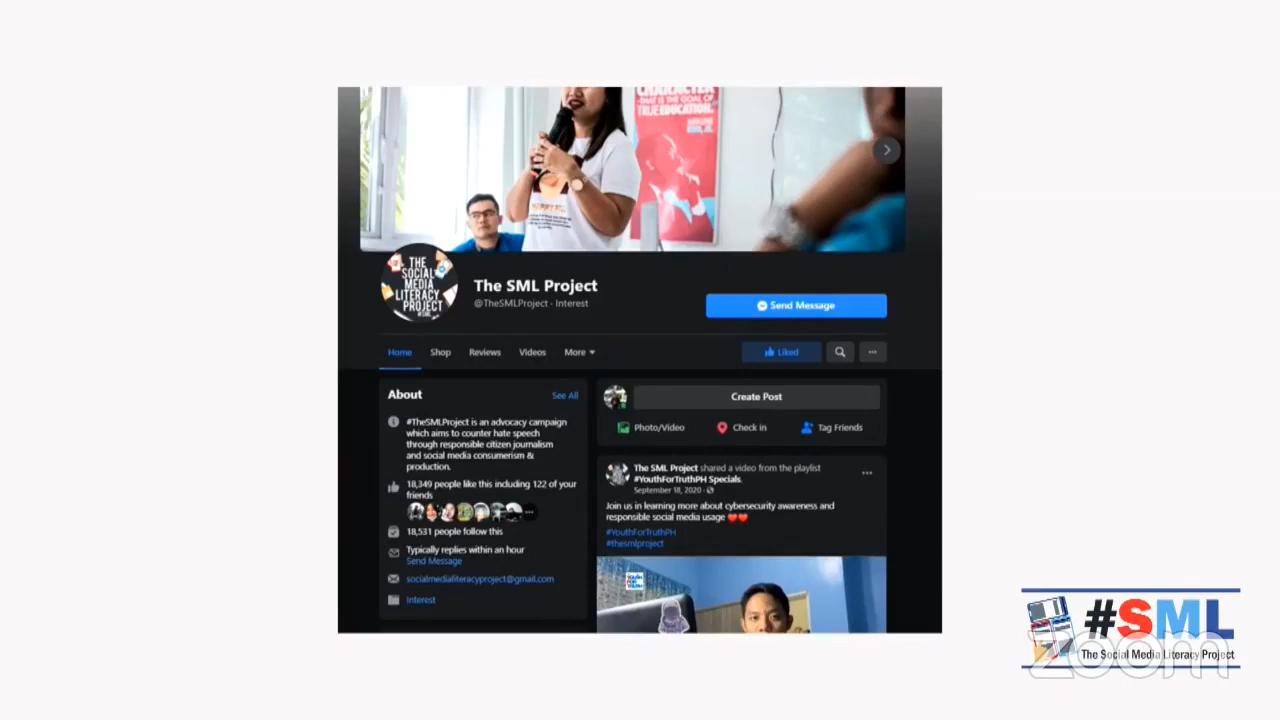 CHARACTER
-THAT IS THE GOAL OF
TRUE EDUCATION."
THE
SOCIAL
MEDIA
LITERACY
PROJECT
#SML
The SML Project
@TheSMLProject · Interest
Send Message
Home
Shop
Reviews
Videos
More
Liked
About
See All
#TheSMLProject is an advocacy campaign
which aims to counter hate speech
through responsible citizen journalism
and social media consumerism &
production.
18,349 people like this including 122 of your
friends
18,531 people follow this
Typically replies within an hour
Send Message
socialmedialiteracyproject@gmail.com
Interest
Create Post
Photo/Video
Check in
Tag Friends
The SML Project shared a video from the playlist
#YouthForTruthPH Specials.
September 18, 2020 ·
Join us in learning more about cybersecurity awareness and
responsible social media usage ❤️❤️
#YouthForTruthPH
#thesmlproject
YOUTH
FOR
TRUTH
#SML
The Social Media Literacy Project
zoom